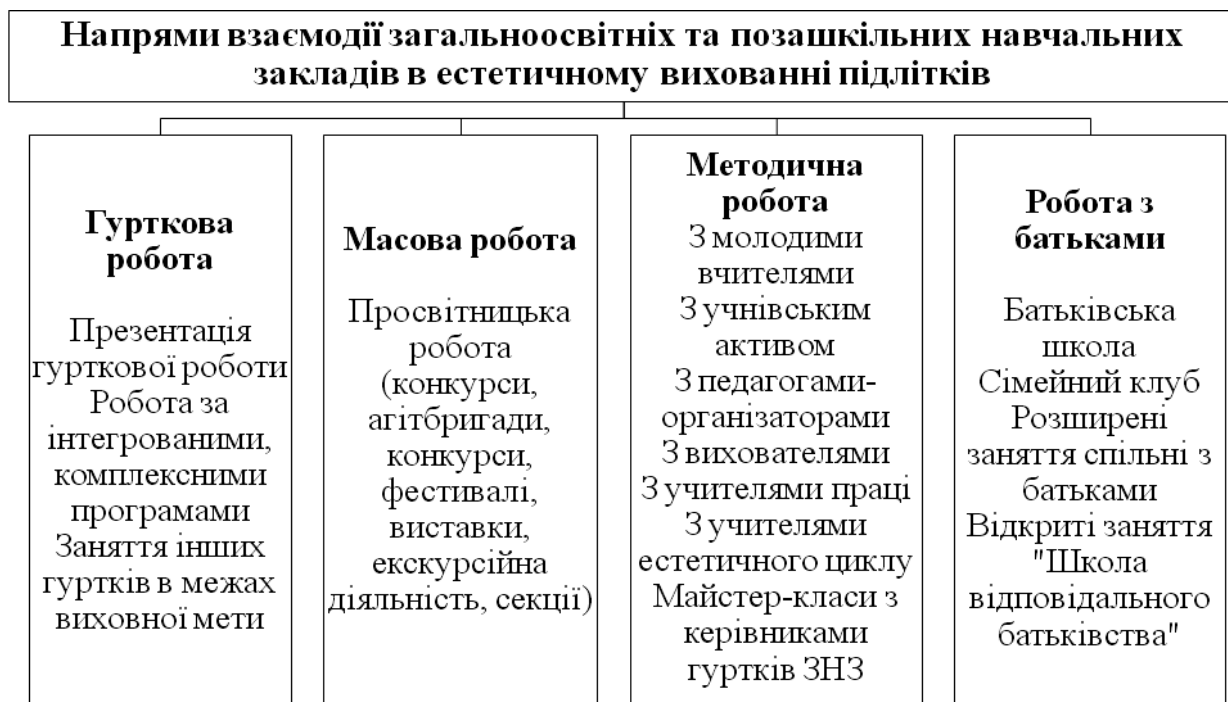 Напрями взаємодії загальноосвітніх та позашкільних навчальних
закладів в естетичному вихованні підлітків
Гурткова
робота
Презентація
гурткової роботи
Робота за
інтегрованими,
комплексними
програмами
Заняття інших
гуртків в межах
виховної мети
Масова робота
Просвітницька
робота
(конкурси,
агітбригади,
конкурси,
фестивалі,
виставки,
екскурсійна
діяльність, секції)
Методична
робота
З молодими
вчителями
З учнівським
активом
З педагогами-
організаторами
З вихователями
З учителями праці
З учителями
естетичного циклу
Майстер-класи з
керівниками
гуртків ЗНЗ
Робота з
батьками
Батьківська
школа
Сімейний клуб
Розширені
заняття спільні з
батьками
Відкриті заняття
"Школа
відповідального
батьківства"